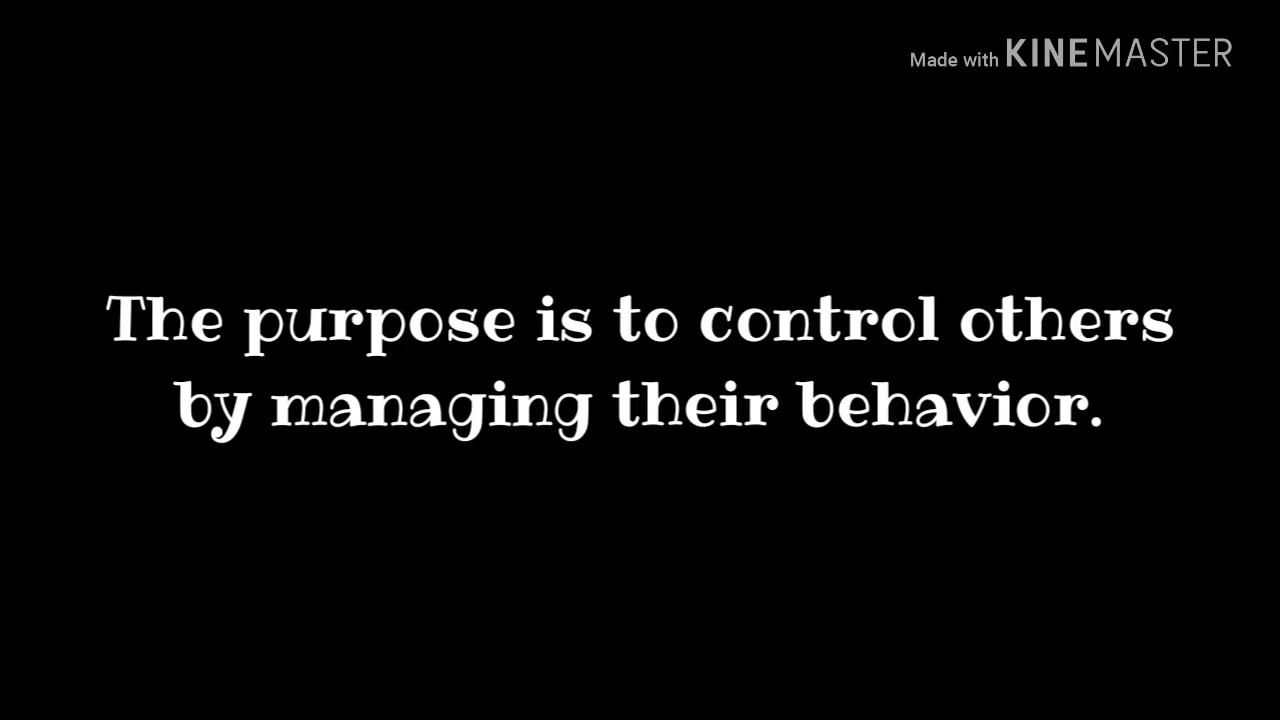 Made with KINEMASTER
The purpose is to control others
by managing their behavior.